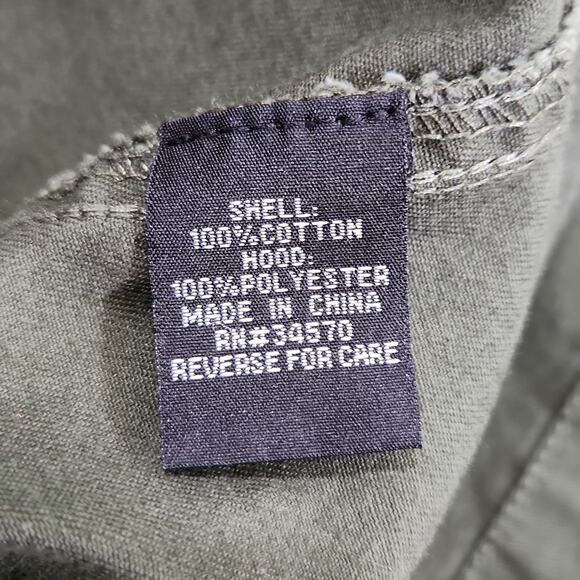 SHELL:
100%COTTON
HOOD:
100%POLYESTER
MADE IN CHINA
RN#34570
REVERSE FOR CARE